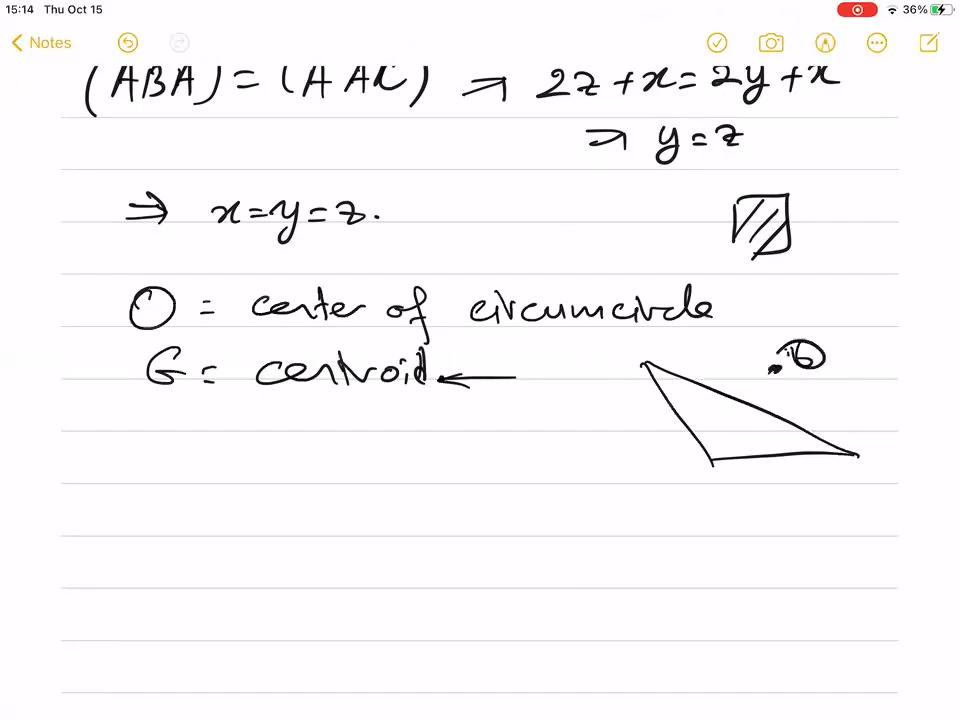 15:14 Thu Oct 15
36%
Notes
(ABA) = (AAC) → 2z + x = 2y + x
→ y = z
⇒ x = y = z.
O = center of circumcircle
G = centroid ←